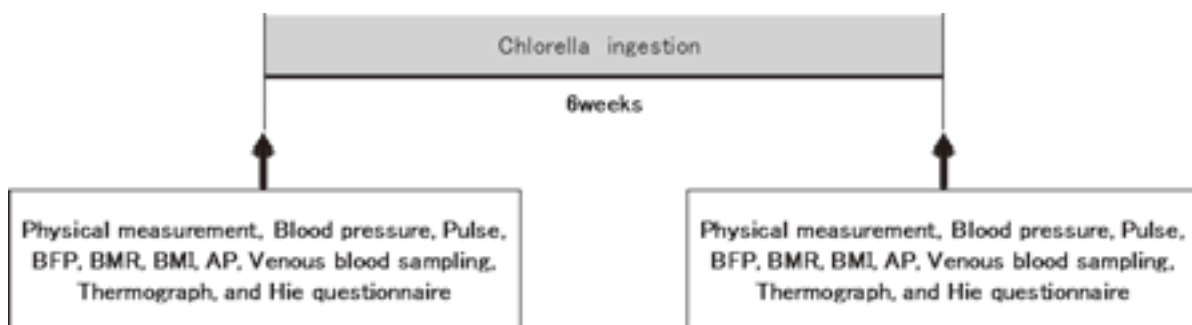 Chlorella ingestion
6weeks
Physical measurement, Blood pressure, Pulse,
BFP, BMR, BMI, AP, Venous blood sampling,
Thermograph, and Hie questionnaire
Physical measurement, Blood pressure, Pulse,
BFP, BMR, BMI, AP, Venous blood sampling,
Thermograph, and Hie questionnaire